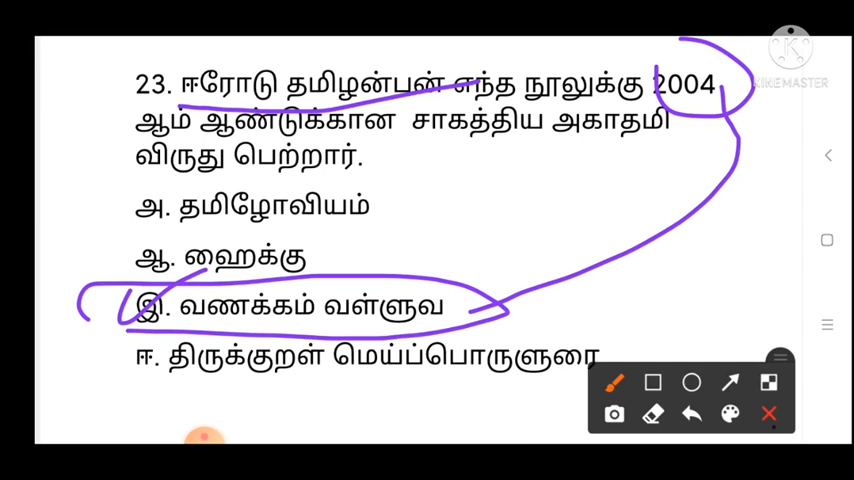 KINEMASTER
23. ஈரோடு தமிழன்பன் எந்த நூலுக்கு 2004
ஆம் ஆண்டுக்கான சாகத்திய அகாதமி
விருது பெற்றார்.
அ. தமிழோவியம்
ஆ. ஹைக்கு
இ. வணக்கம் வள்ளுவ
ஈ. திருக்குறள் மெய்ப்பொருளுரை